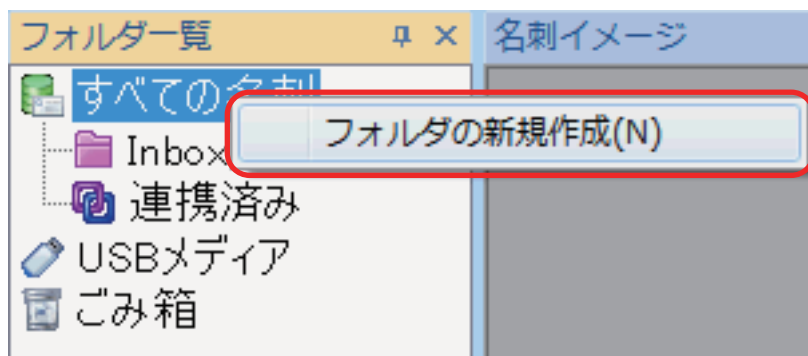 フォルダ一覧
名刺イメージ
すべての名刺
フォルダの新規作成(N)
Inbox
連携済み
USBメディア
ごみ箱